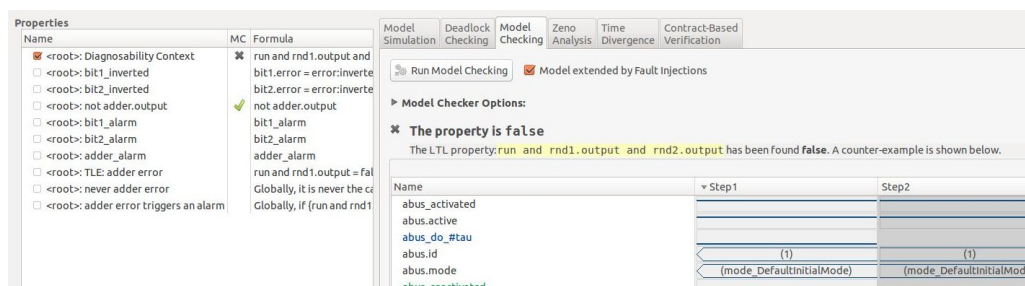 Properties
Name MC Formula
<root>: Diagnosability Context run and rnd1.output and
<root>: bit1_inverted bit1.error = error:inverte
<root>: bit2_inverted bit2.error = error:inverte
<root>: not adder.output not adder.output
<root>: bit1_alarm bit1_alarm
<root>: bit2_alarm bit2_alarm
<root>: adder_alarm adder_alarm
<root>: TLE: adder error run and rnd1.output = fal
<root>: never adder error Globally, it is never the ca
<root>: adder error triggers an alarm Globally, if {run and rnd1
Model Simulation
Deadlock Checking
Model Checking
Zeno Analysis
Time Divergence
Contract-Based Verification
Run Model Checking Model extended by Fault Injections
Model Checker Options:
The property is false
The LTL property:run and rnd1.output and rnd2.output has been found false. A counter-example is shown below.
Name Step1 Step2
abus_activated
abus.active
abus_do_#tau
abus.id (1) (1)
abus.mode (mode_DefaultInitialMode) (mode_DefaultInitialMod